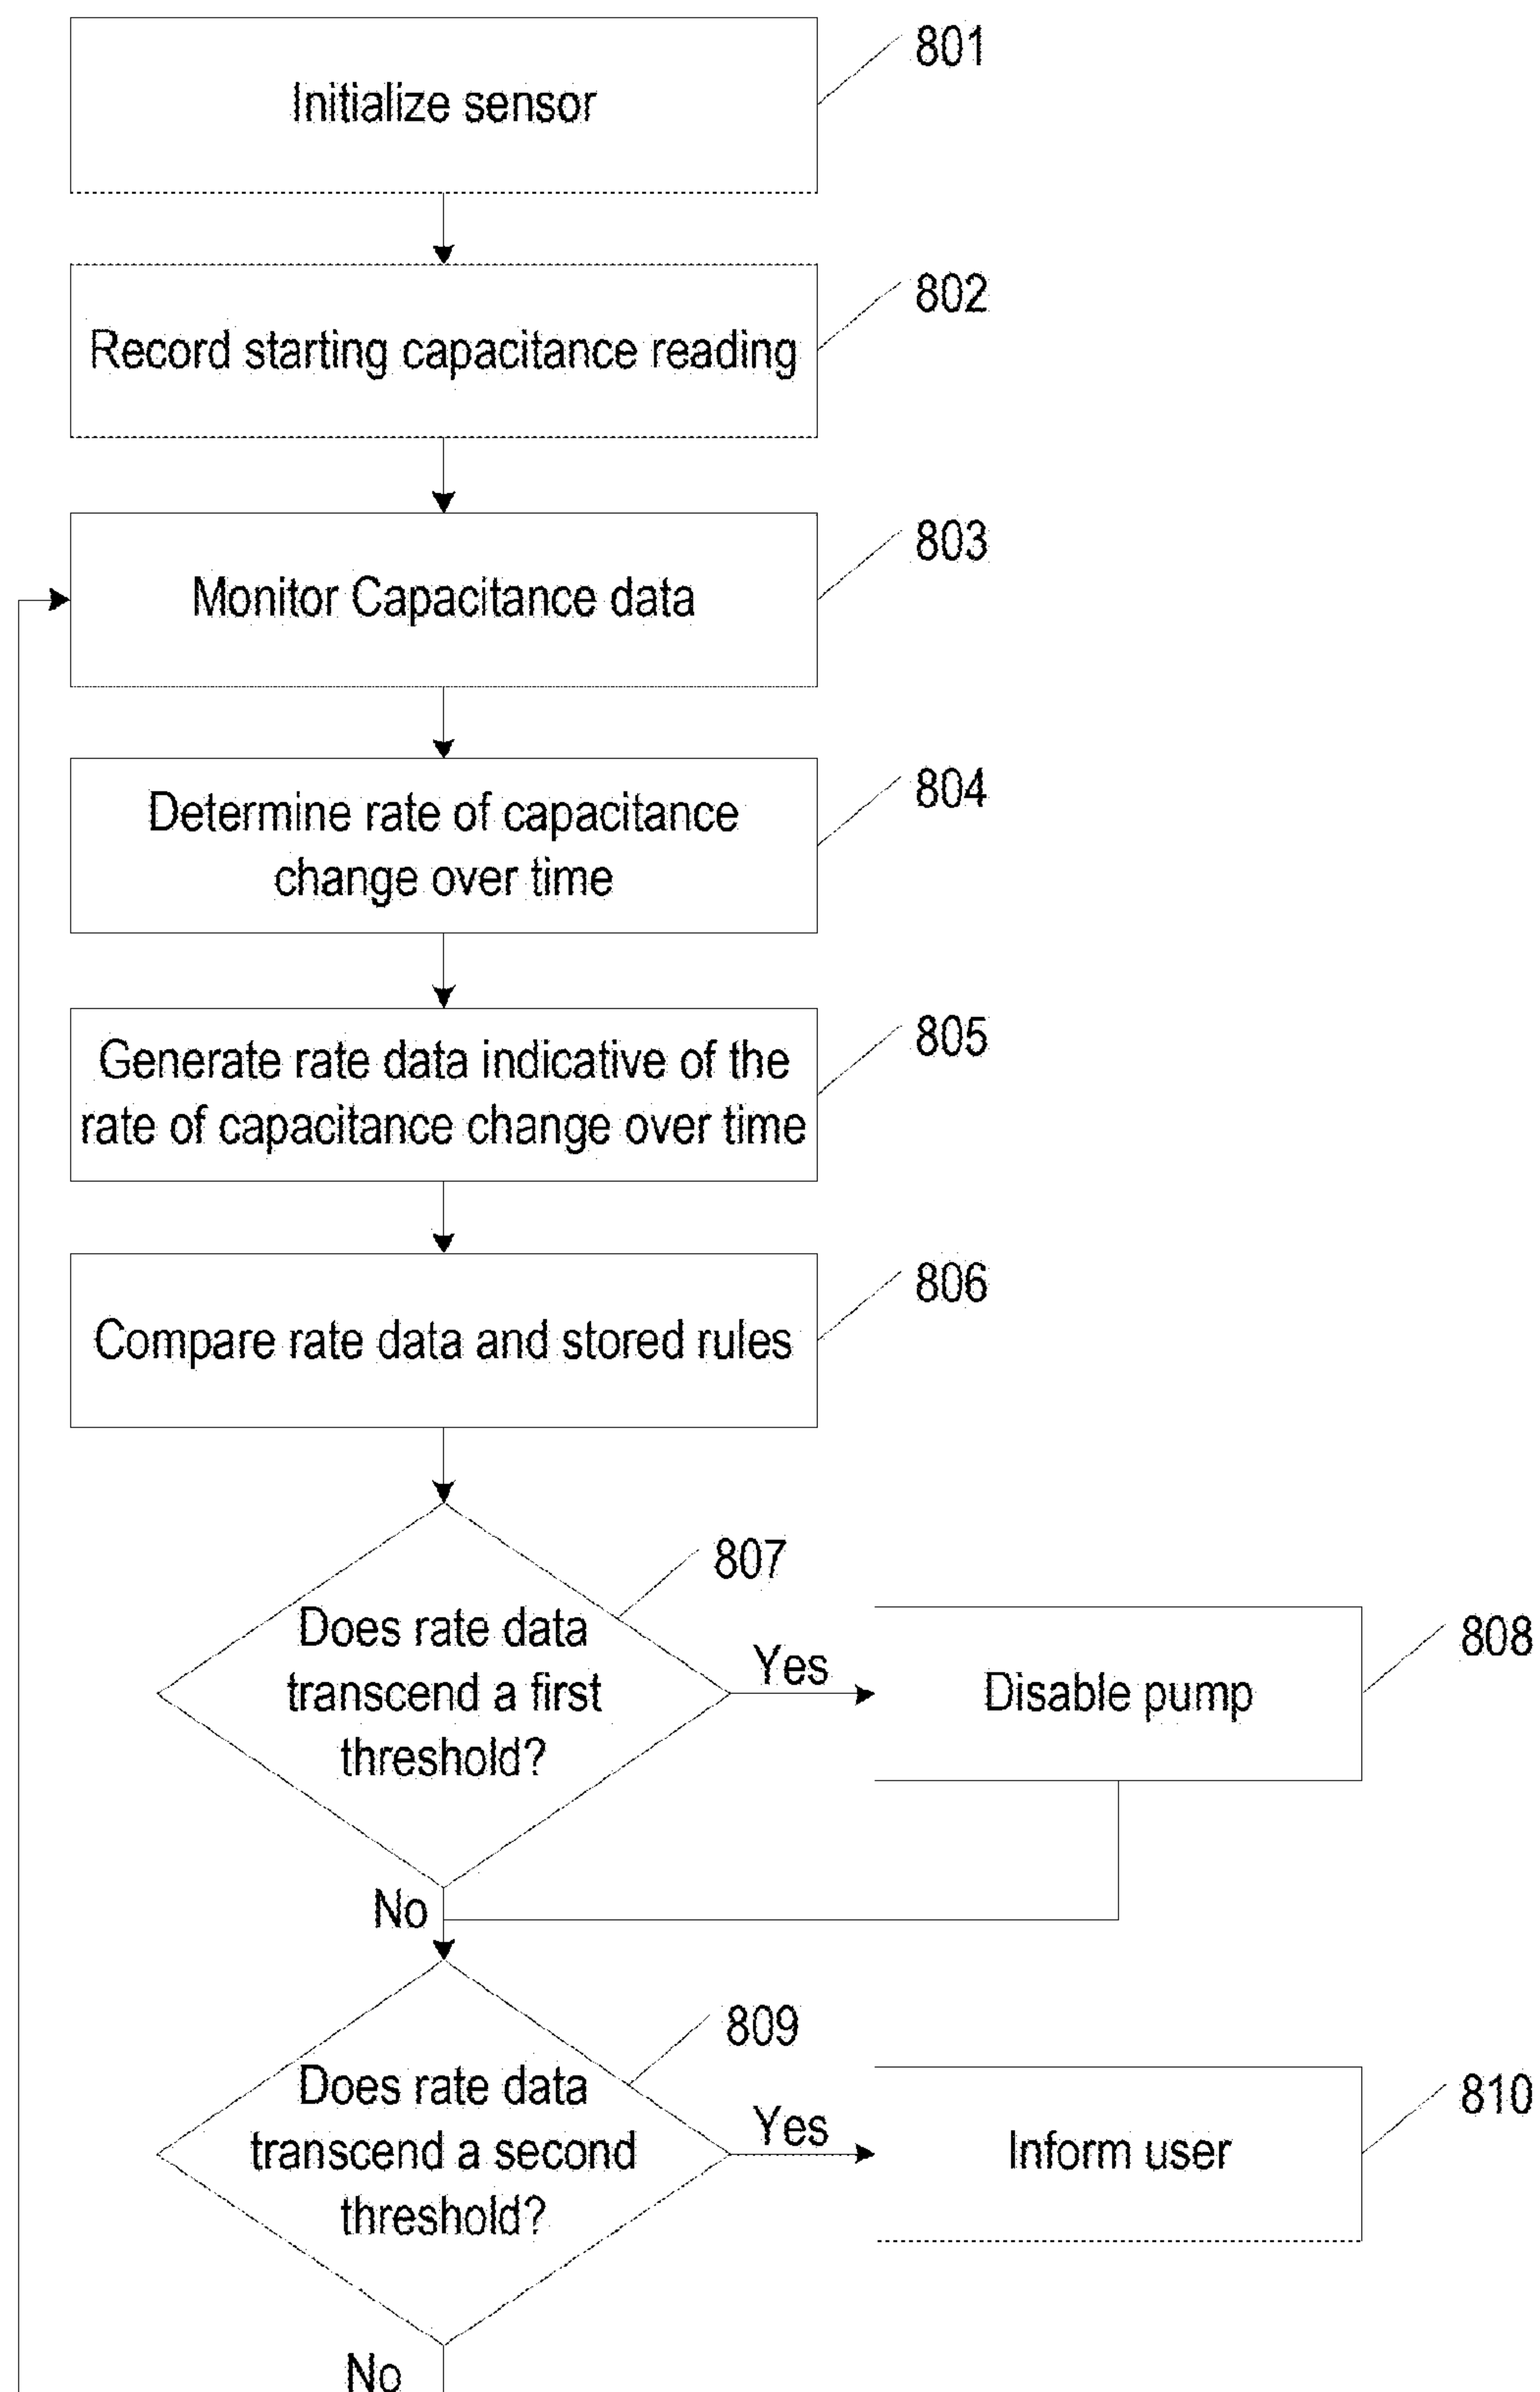 801
Initialize sensor
802
Record starting capacitance reading
803
Monitor Capacitance data
804
Determine rate of capacitance
change over time
805
Generate rate data indicative of the
rate of capacitance change over time
806
Compare rate data and stored rules
807
Does rate data
transcend a first
threshold?
Yes
808
Disable pump
No
809
Does rate data
transcend a second
threshold?
Yes
810
Inform user
No